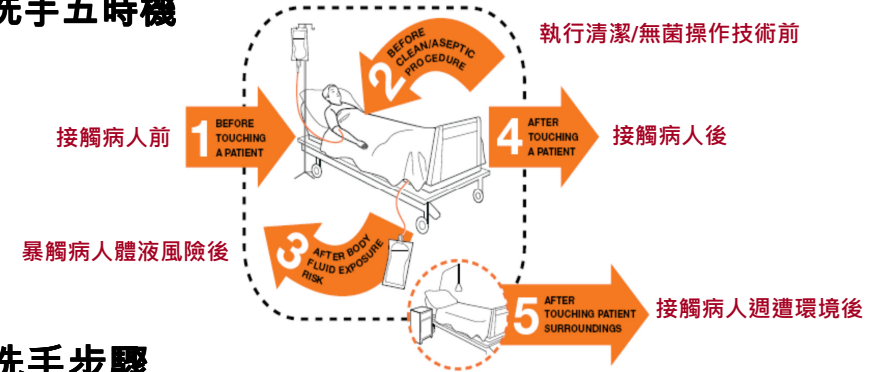 洗手五時機
執行清潔/無菌操作技術前
2
BEFORE
CLEAN/ASEPTIC
PROCEDURE
接觸病人前
1
BEFORE
TOUCHING
A PATIENT
4
AFTER
TOUCHING
A PATIENT
接觸病人後
暴觸病人體液風險後
3
AFTER BODY
FLUID EXPOSURE
RISK
5
AFTER
TOUCHING PATIENT
SURROUNDINGS
接觸病人週遭環境後
洗手步驟